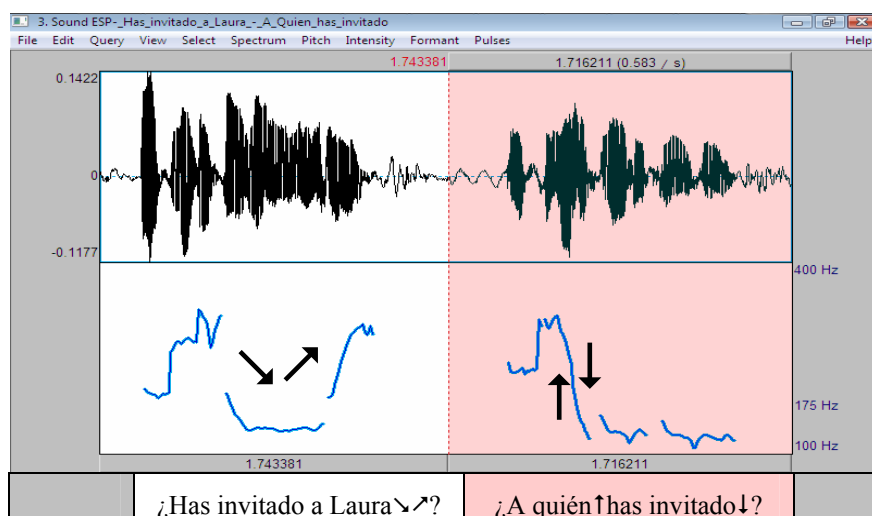 3. Sound ESP-_Has_invitado_a_Laura_-_A_Quien_has_invitado
File Edit Query View Select Spectrum Pitch Intensity Formant Pulses Help
1.743381 1.716211 (0.583 / s)
0.1422
0
-0.1177
400 Hz
175 Hz
100 Hz
1.743381 1.716211
¿Has invitado a Laura↘↗? ¿A quién↑has invitado↓?